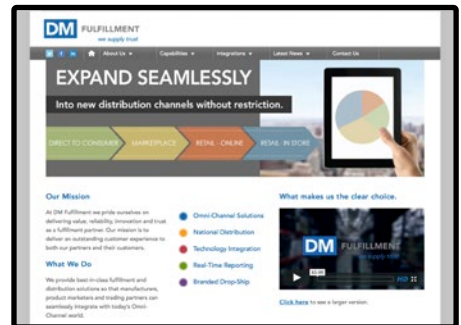 DM FULFILLMENT
we supply trust
About Us
Capabilities
Integrations
Latest News
Contact Us
EXPAND SEAMLESSLY
Into new distribution channels without restriction.
DIRECT TO CONSUMER
MARKETPLACE
RETAIL - ONLINE
RETAIL- IN STORE
Our Mission
At DM Fulfillment we pride ourselves on
delivering value, reliability, innovation and trust
as a fulfillment partner. Our mission is to
deliver an outstanding customer experience to
both our partners and their customers.
What We Do
We provide best-in-class fulfillment and
distribution solutions so that manufacturers,
product marketers and trading partners can
seamlessly integrate with today's Omni-
Channel world.
Omni-Channel Solutions
National Distribution
Technology Integration
Real-Time Reporting
Branded Drop-Ship
What makes us the clear choice.
DM FULFILLMENT
we supply trust
HD
Click here to see a larger version.